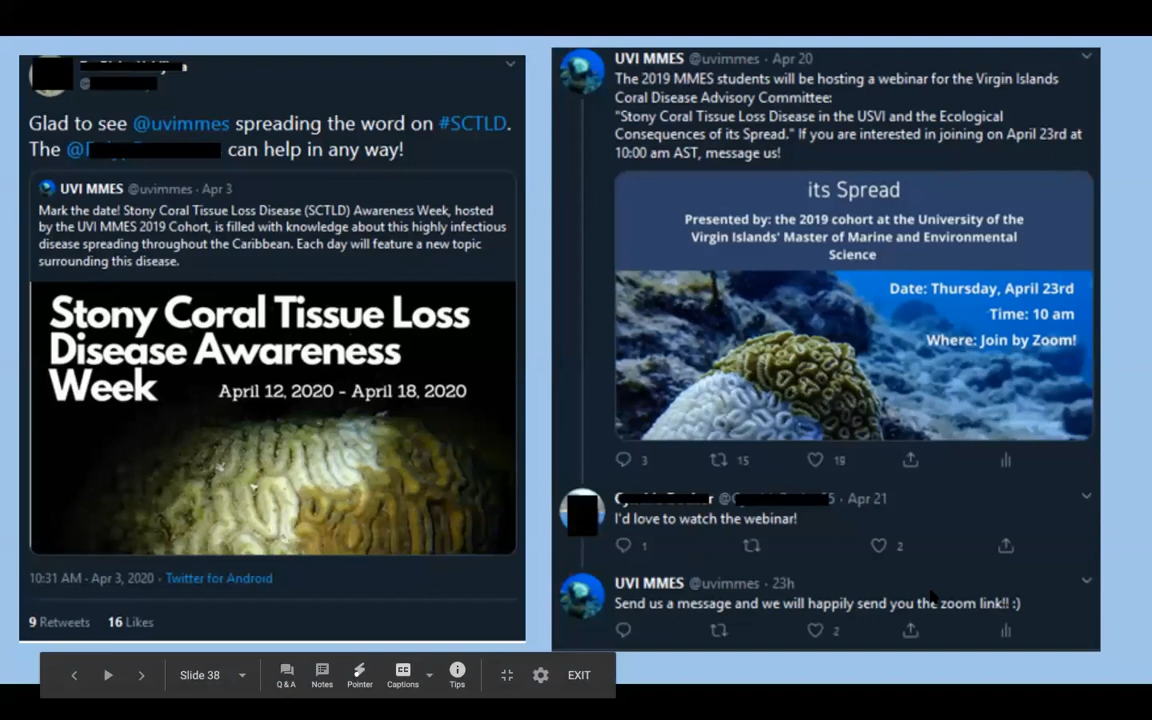 Glad to see @uvimmes spreading the word on #SCTLD.
The @ can help in any way!
UVI MMES @uvimmes · Apr 3
Mark the date! Stony Coral Tissue Loss Disease (SCTLD) Awareness Week, hosted
by the UVI MMES 2019 Cohort, is filled with knowledge about this highly infectious
disease spreading throughout the Caribbean. Each day will feature a new topic
surrounding this disease.
Stony Coral Tissue Loss
Disease Awareness
Week April 12, 2020 - April 18, 2020
10:31 AM · Apr 3, 2020 · Twitter for Android
9 Retweets 16 Likes
UVI MMES @uvimmes · Apr 20
The 2019 MMES students will be hosting a webinar for the Virgin Islands
Coral Disease Advisory Committee:
"Stony Coral Tissue Loss Disease in the USVI and the Ecological
Consequences of its Spread." If you are interested in joining on April 23rd at
10:00 am AST, message us!
its Spread
Presented by: the 2019 cohort at the University of the
Virgin Islands' Master of Marine and Environmental
Science
Date: Thursday, April 23rd
Time: 10 am
Where: Join by Zoom!
3 15 19
· Apr 21
I'd love to watch the webinar!
1 2
UVI MMES @uvimmes · 23h
Send us a message and we will happily send you the zoom link!! :)
2
Slide 38
Q & A Notes Pointer Captions Tips EXIT